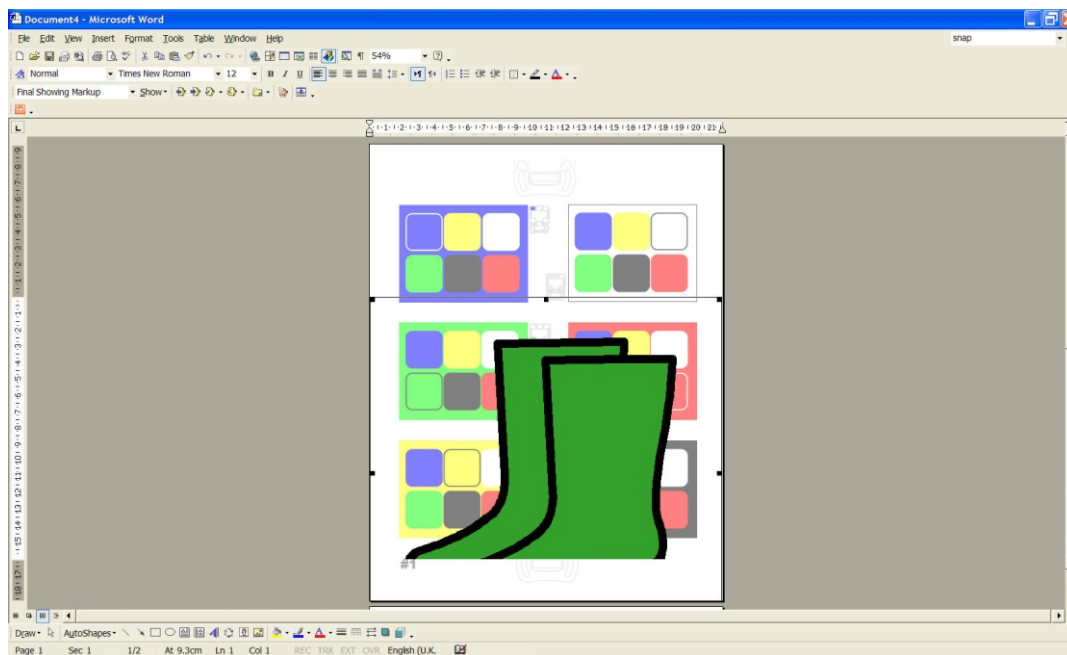 Document4 - Microsoft Word
File Edit View Insert Format Tools Table Window Help
snap
54%
Normal Times New Roman 12 B I U
Final Showing Markup Show
#1
Draw AutoShapes
Page 1 Sec 1 1/2 At 9.3cm Ln 1 Col 1 REC TRK EXT OVR English (U.K.